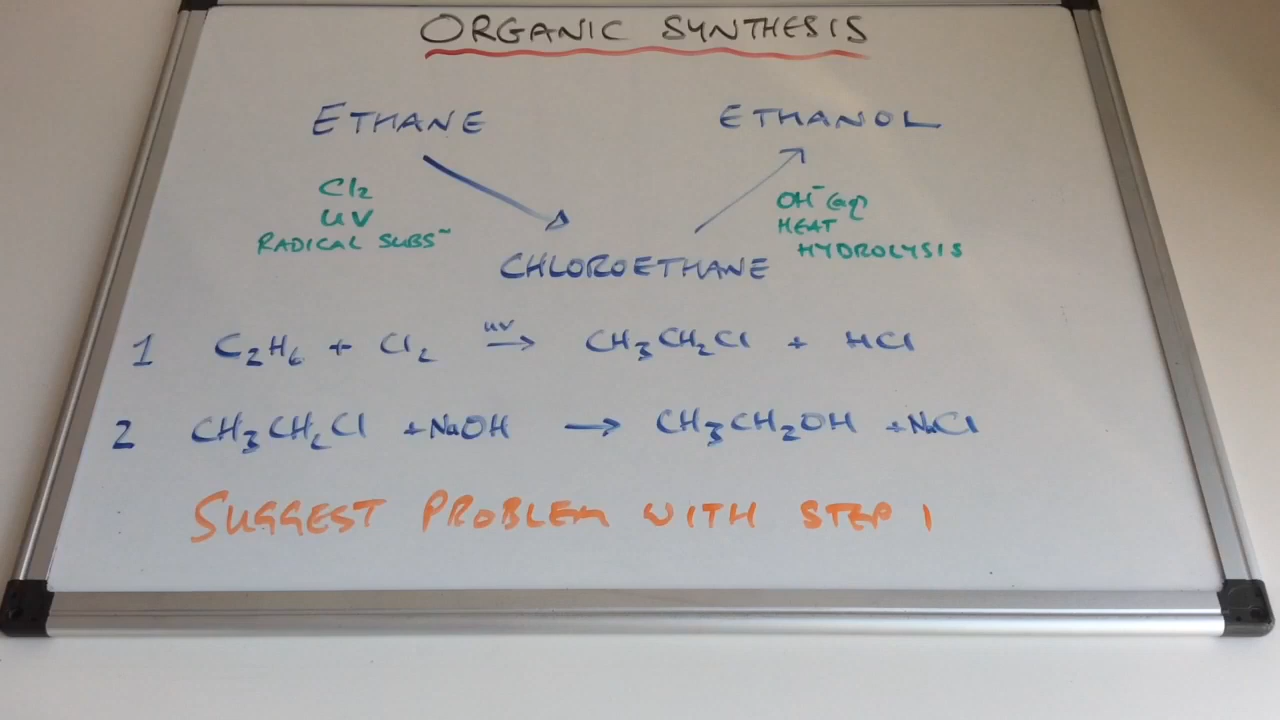 ORGANIC SYNTHESIS
ETHANE ETHANOL
Cl₂
UV
RADICAL SUBSⁿ
OH⁻(aq)
HEAT
HYDROLYSIS
CHLOROETHANE
1 C₂H₆ + Cl₂ uv → CH₃CH₂Cl + HCl
2 CH₃CH₂Cl + NaOH → CH₃CH₂OH + NaCl
SUGGEST PROBLEM WITH STEP 1